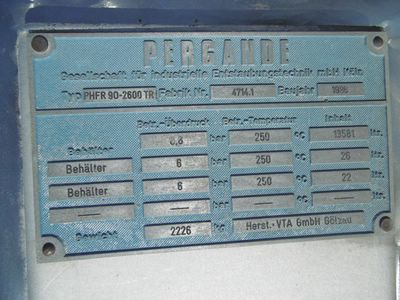 PERGANDE
Gesellschaft für industrielle Entstaubungstechnik mbH Köln
Typ PHFR 90-2600 TR Fabrik Nr. 4714.1 Baujahr 1986
Betr.-Überdruck Betr.-Temperatur Inhalt
Behälter 0,8 bar 250 °C 13581 ltr.
Behälter 6 bar 250 °C 26 ltr.
Behälter 6 bar 250 °C 22 ltr.
— — bar — °C — ltr.
Gewicht 2226 kg Herst.-VTA GmbH Gölzau